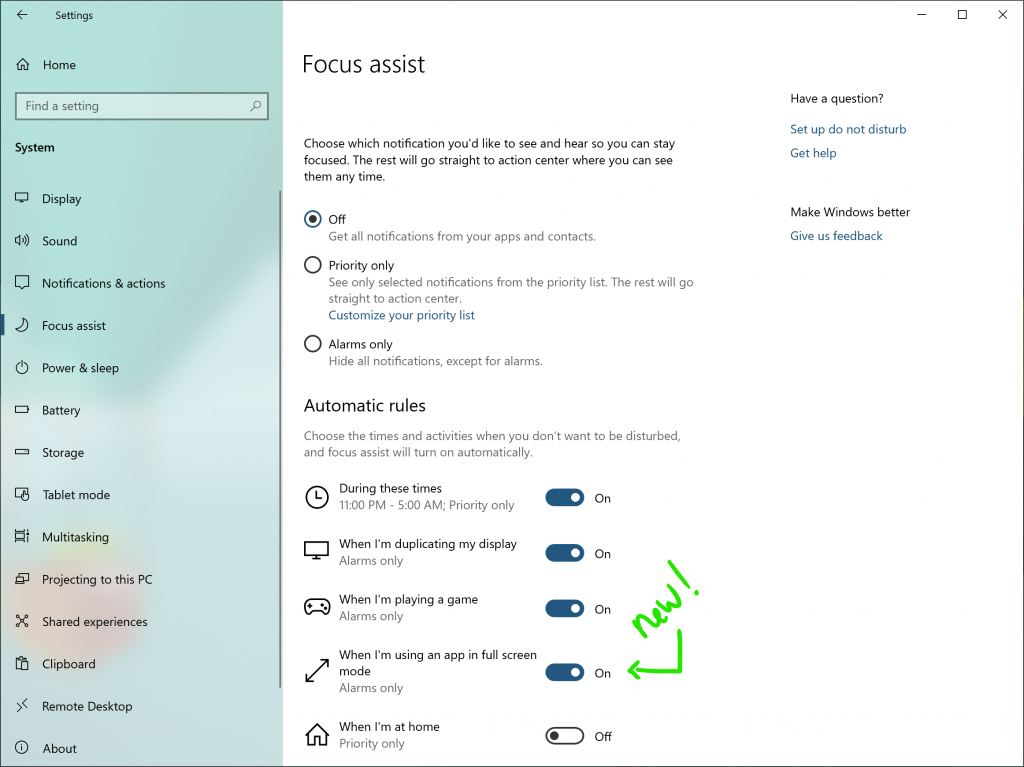 Settings
Home
Find a setting
System
Display
Sound
Notifications & actions
Focus assist
Power & sleep
Battery
Storage
Tablet mode
Multitasking
Projecting to this PC
Shared experiences
Clipboard
Remote Desktop
About
Focus assist
Choose which notification you'd like to see and hear so you can stay
focused. The rest will go straight to action center where you can see
them any time.
Off
Get all notifications from your apps and contacts.
Priority only
See only selected notifications from the priority list. The rest will go
straight to action center.
Customize your priority list
Alarms only
Hide all notifications, except for alarms.
Automatic rules
Choose the times and activities when you don't want to be disturbed,
and focus assist will turn on automatically.
During these times
11:00 PM - 5:00 AM; Priority only
On
When I'm duplicating my display
Alarms only
On
When I'm playing a game
Alarms only
On
new!
When I'm using an app in full screen
mode
Alarms only
On
When I'm at home
Priority only
Off
Have a question?
Set up do not disturb
Get help
Make Windows better
Give us feedback